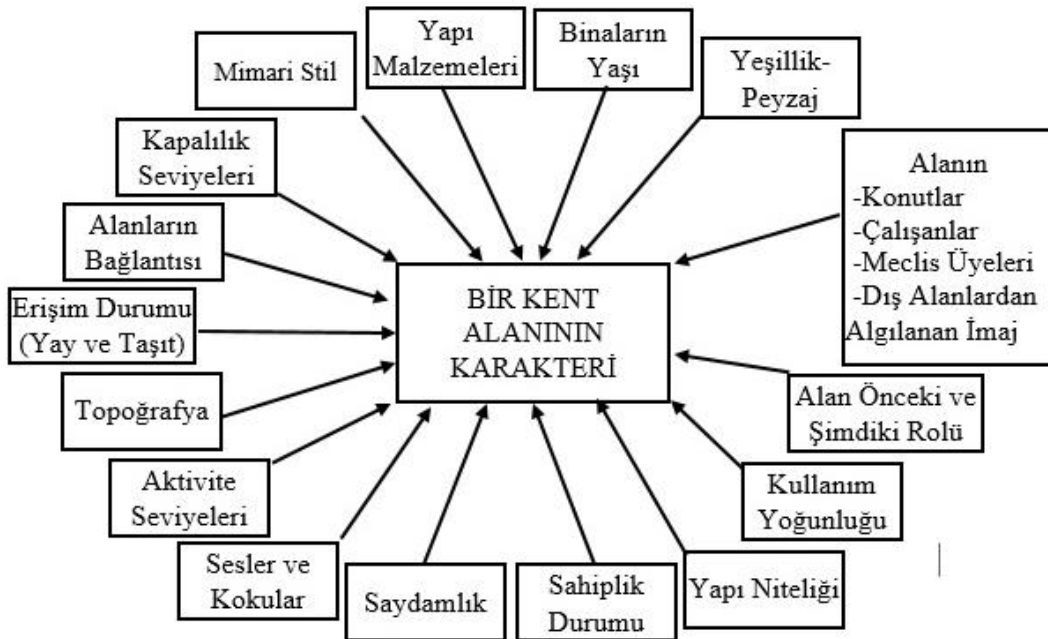 Mimari Stil
Yapı
Malzemeleri
Binaların
Yaşı
Yeşillik-
Peyzaj
Kapalılık
Seviyeleri
Alanların
Bağlantısı
Erişim Durumu
(Yay ve Taşıt)
Topoğrafya
Aktivite
Seviyeleri
Sesler ve
Kokular
Saydamlık
Sahiplik
Durumu
Yapı Niteliği
Kullanım
Yoğunluğu
Alan Önceki ve
Şimdiki Rolü
Alanın
-Konutlar
-Çalışanlar
-Meclis Üyeleri
-Dış Alanlardan
Algılanan İmaj
BİR KENT
ALANININ
KARAKTERİ